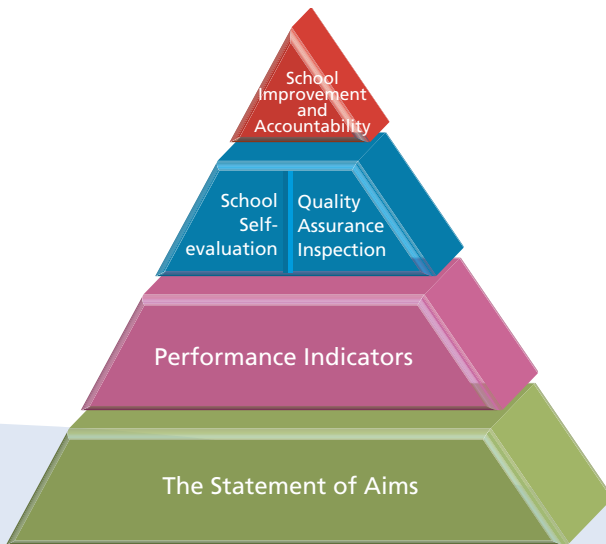 School
Improvement
and
Accountability
School
Self-
evaluation
Quality
Assurance
Inspection
Performance Indicators
The Statement of Aims